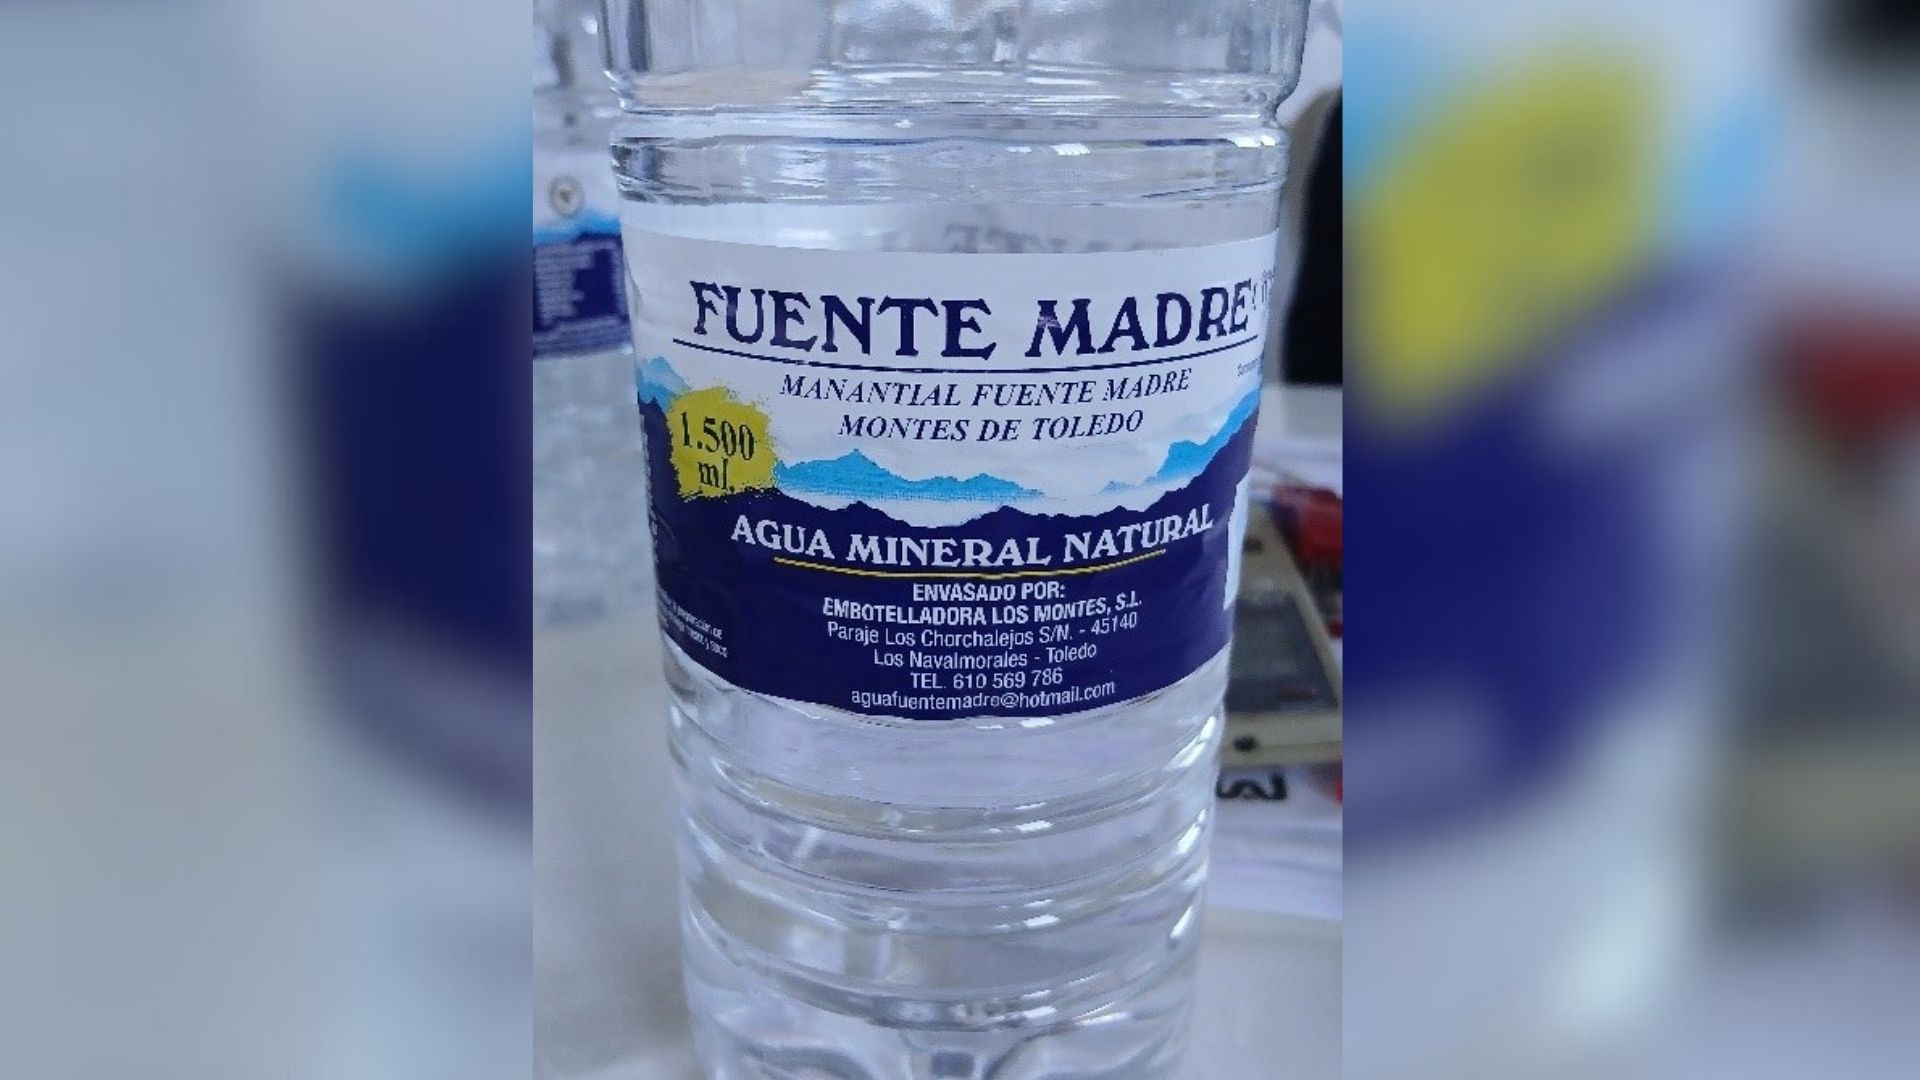 FUENTE MADRE
MANANTIAL FUENTE MADRE
MONTES DE TOLEDO
1.500
ml.
AGUA MINERAL NATURAL
ENVASADO POR:
EMBOTELLADORA LOS MONTES, S.L.
Paraje Los Chorchalejos S/N. - 45140
Los Navalmorales - Toledo
TEL. 610 569 786
aguafuentemadre@hotmail.com